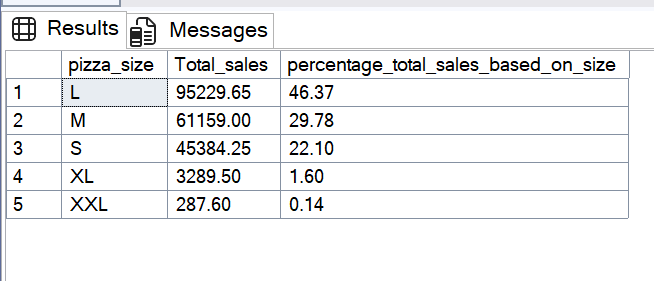 Results Messages
pizza_size Total_sales percentage_total_sales_based_on_size
1 L 95229.65 46.37
2 M 61159.00 29.78
3 S 45384.25 22.10
4 XL 3289.50 1.60
5 XXL 287.60 0.14